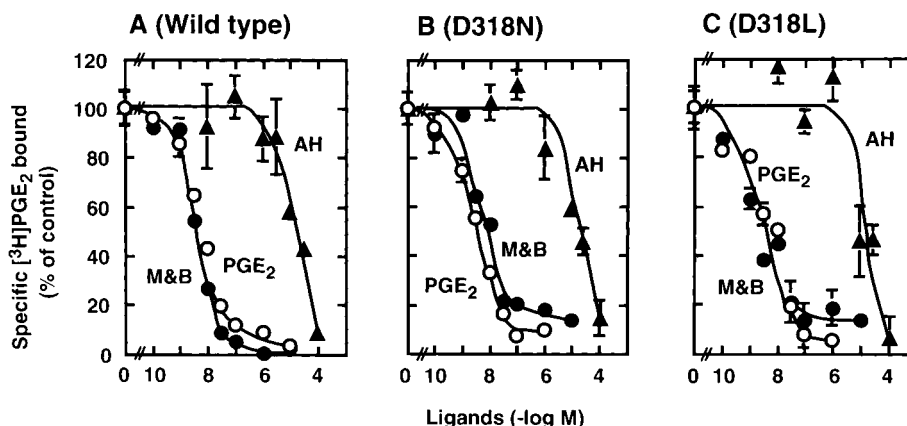 A (Wild type)
B (D318N)
C (D318L)
Specific [³H]PGE₂ bound
(% of control)
120
100
80
60
40
20
0
AH
M&B
PGE₂
0 10 8 6 4
AH
M&B
PGE₂
0 10 8 6 4
AH
PGE₂
M&B
0 10 8 6 4
Ligands (-log M)